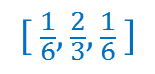 [ 1/6, 2/3, 1/6 ]